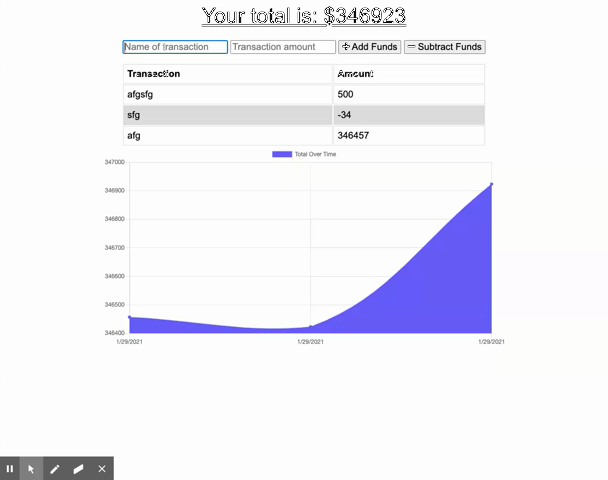 Your total is: $346923
Name of transaction Transaction amount Add Funds Subtract Funds
Transaction Amount
afgsfg 500
sfg -34
afg 346457
Total Over Time
347000
346900
346800
346700
346600
346500
346400
1/29/2021 1/29/2021 1/29/2021